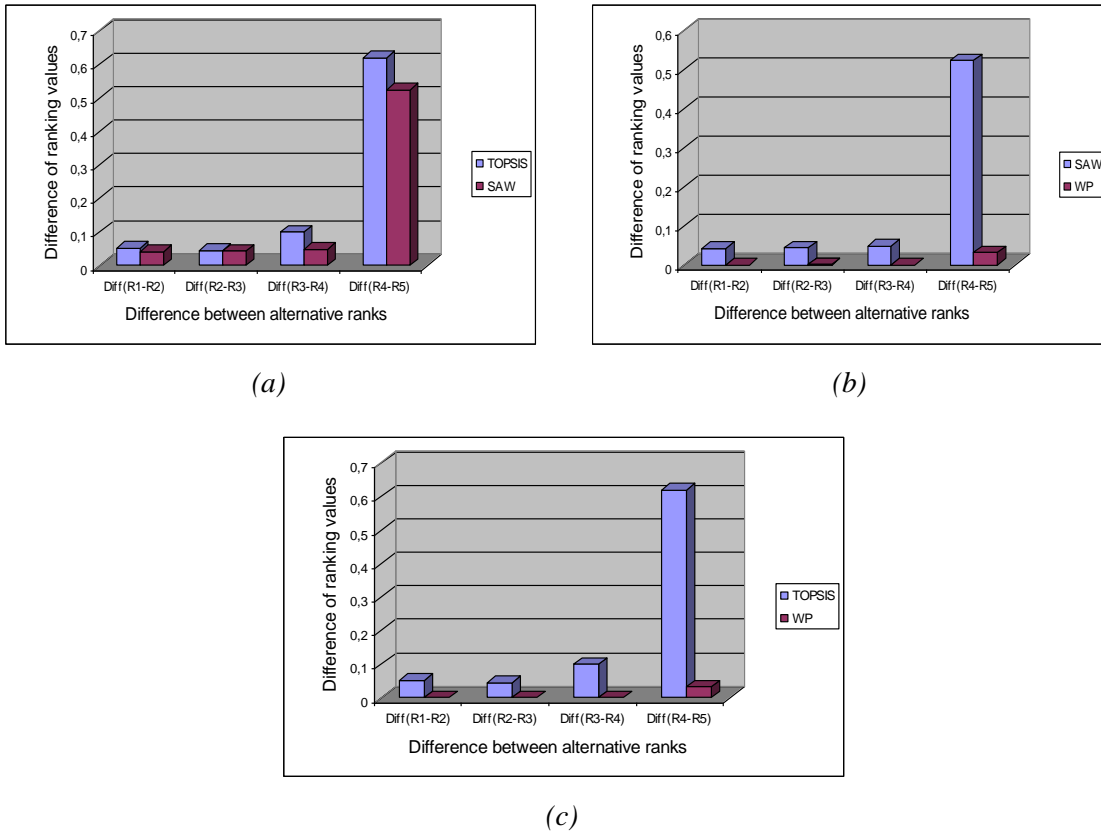 0,7
0,6
0,5
0,4
0,3
0,2
0,1
0
Difference of ranking values
Diff(R1-R2) Diff(R2-R3) Diff(R3-R4) Diff(R4-R5)
Difference between alternative ranks
TOPSIS
SAW
(a)
0,6
0,5
0,4
0,3
0,2
0,1
0
Difference of ranking values
Diff(R1-R2) Diff(R2-R3) Diff(R3-R4) Diff(R4-R5)
Difference between alternative ranks
SAW
WP
(b)
0,7
0,6
0,5
0,4
0,3
0,2
0,1
0
Difference of ranking values
Diff(R1-R2) Diff(R2-R3) Diff(R3-R4) Diff(R4-R5)
Difference between alternative ranks
TOPSIS
WP
(c)